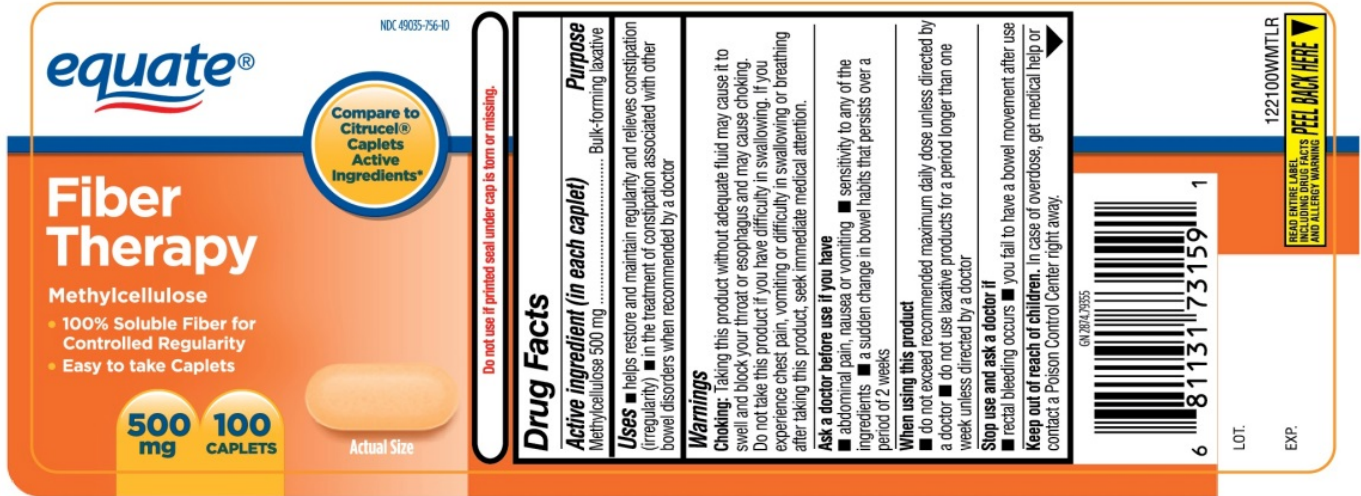 NDC 49035-756-10
equate®
Compare to
Citrucel®
Caplets
Active
Ingredients*
Fiber
Therapy
Methylcellulose
• 100% Soluble Fiber for
Controlled Regularity
• Easy to take Caplets
500
mg
100
CAPLETS
Actual Size
Do not use if printed seal under cap is torn or missing.
Drug Facts
Active ingredient (in each caplet) Purpose
Methylcellulose 500 mg ........................................ Bulk-forming laxative
Uses ■ helps restore and maintain regularity and relieves constipation
(irregularity) ■ in the treatment of constipation associated with other
bowel disorders when recommended by a doctor
Warnings
Choking: Taking this product without adequate fluid may cause it to
swell and block your throat or esophagus and may cause choking.
Do not take this product if you have difficulty in swallowing. If you
experience chest pain, vomiting or difficulty in swallowing or breathing
after taking this product, seek immediate medical attention.
Ask a doctor before use if you have
■ abdominal pain, nausea or vomiting ■ sensitivity to any of the
ingredients ■ a sudden change in bowel habits that persists over a
period of 2 weeks
When using this product
■ do not exceed recommended maximum daily dose unless directed by
a doctor ■ do not use laxative products for a period longer than one
week unless directed by a doctor
Stop use and ask a doctor if
■ rectal bleeding occurs ■ you fail to have a bowel movement after use
Keep out of reach of children. In case of overdose, get medical help or
contact a Poison Control Center right away.
GN 2874.79355
6 81131 73159 1
122100WMTLR
READ ENTIRE LABEL
INCLUDING DRUG FACTS
AND ALLERGY WARNING
PEEL BACK HERE
LOT.
EXP.